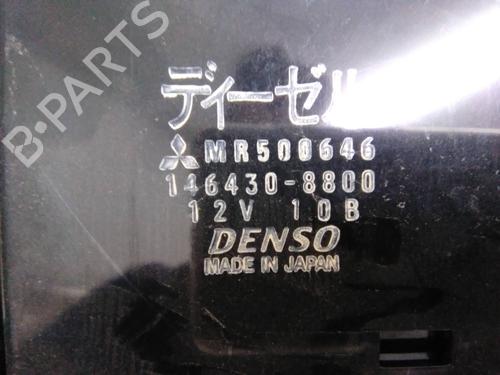 ディーゼル
MR500646
146430-8800
12V 10B
DENSO
MADE IN JAPAN
B-PARTS